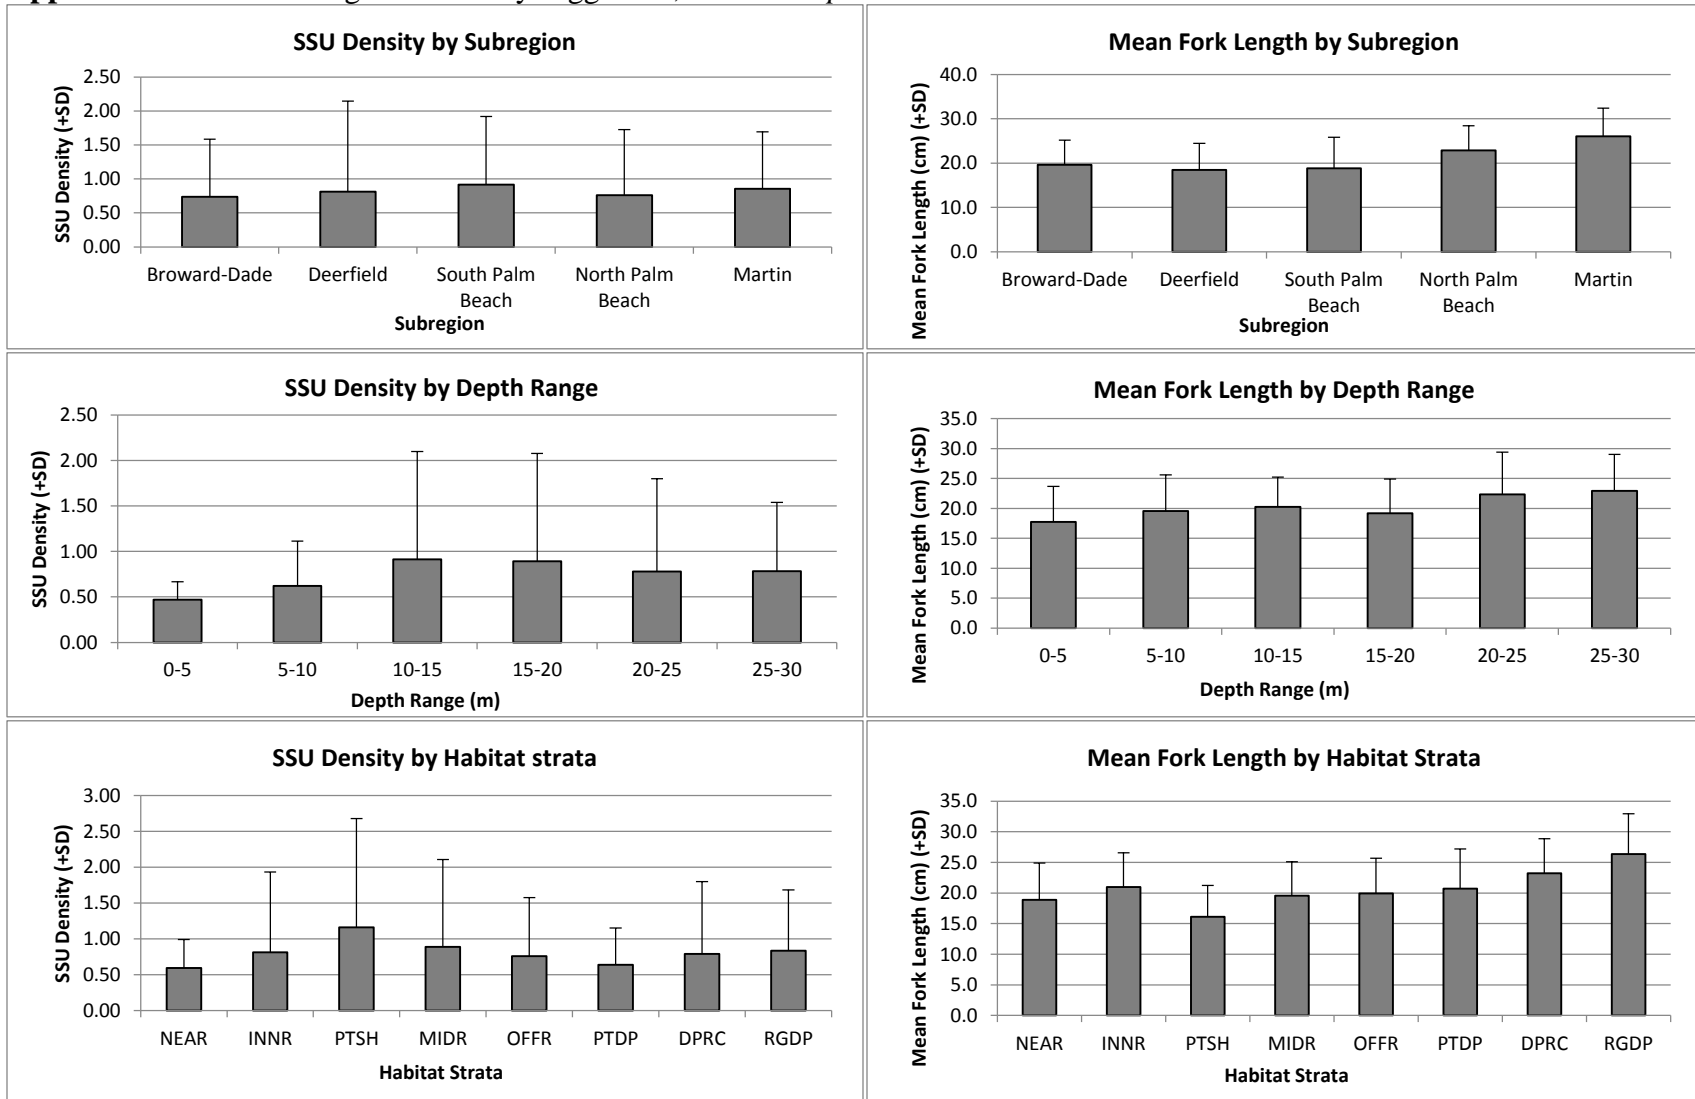 SSU Density by Subregion
SSU Density (+SD)
2.50
2.00
1.50
1.00
0.50
0.00
Broward-Dade
Deerfield
South Palm
Beach
North Palm
Beach
Martin
Subregion
Mean Fork Length by Subregion
Mean Fork Length (cm) (+SD)
40.0
30.0
20.0
10.0
0.0
Broward-Dade
Deerfield
South Palm
Beach
North Palm
Beach
Martin
Subregion
SSU Density by Depth Range
SSU Density (+SD)
2.50
2.00
1.50
1.00
0.50
0.00
0-5
5-10
10-15
15-20
20-25
25-30
Depth Range (m)
Mean Fork Length by Depth Range
Mean Fork Length (cm) (+SD)
35.0
30.0
25.0
20.0
15.0
10.0
5.0
0.0
0-5
5-10
10-15
15-20
20-25
25-30
Depth Range (m)
SSU Density by Habitat strata
SSU Density (+SD)
3.00
2.50
2.00
1.50
1.00
0.50
0.00
NEAR
INNR
PTSH
MIDR
OFFR
PTDP
DPRC
RGDP
Habitat Strata
Mean Fork Length by Habitat Strata
Mean Fork Length (cm) (+SD)
35.0
30.0
25.0
20.0
15.0
10.0
5.0
0.0
NEAR
INNR
PTSH
MIDR
OFFR
PTDP
DPRC
RGDP
Habitat Strata